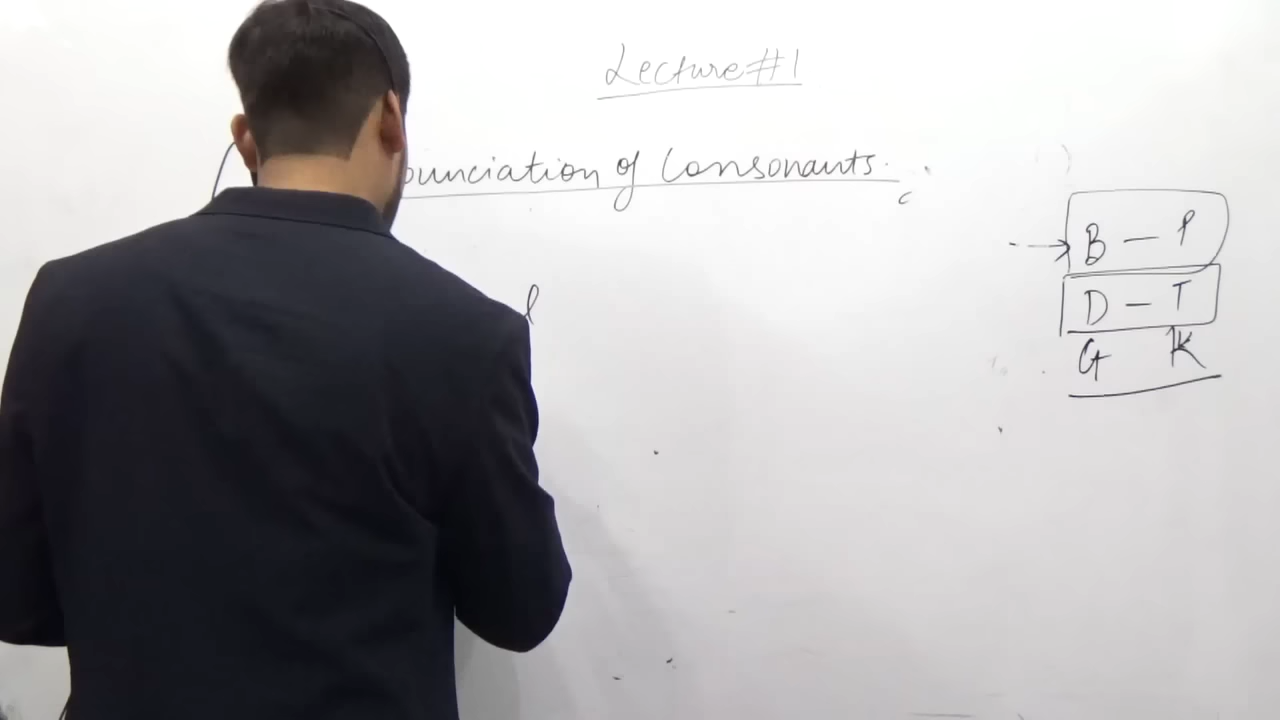 Lecture #1
ounciation of Consonants.
B — P
D — T
G K